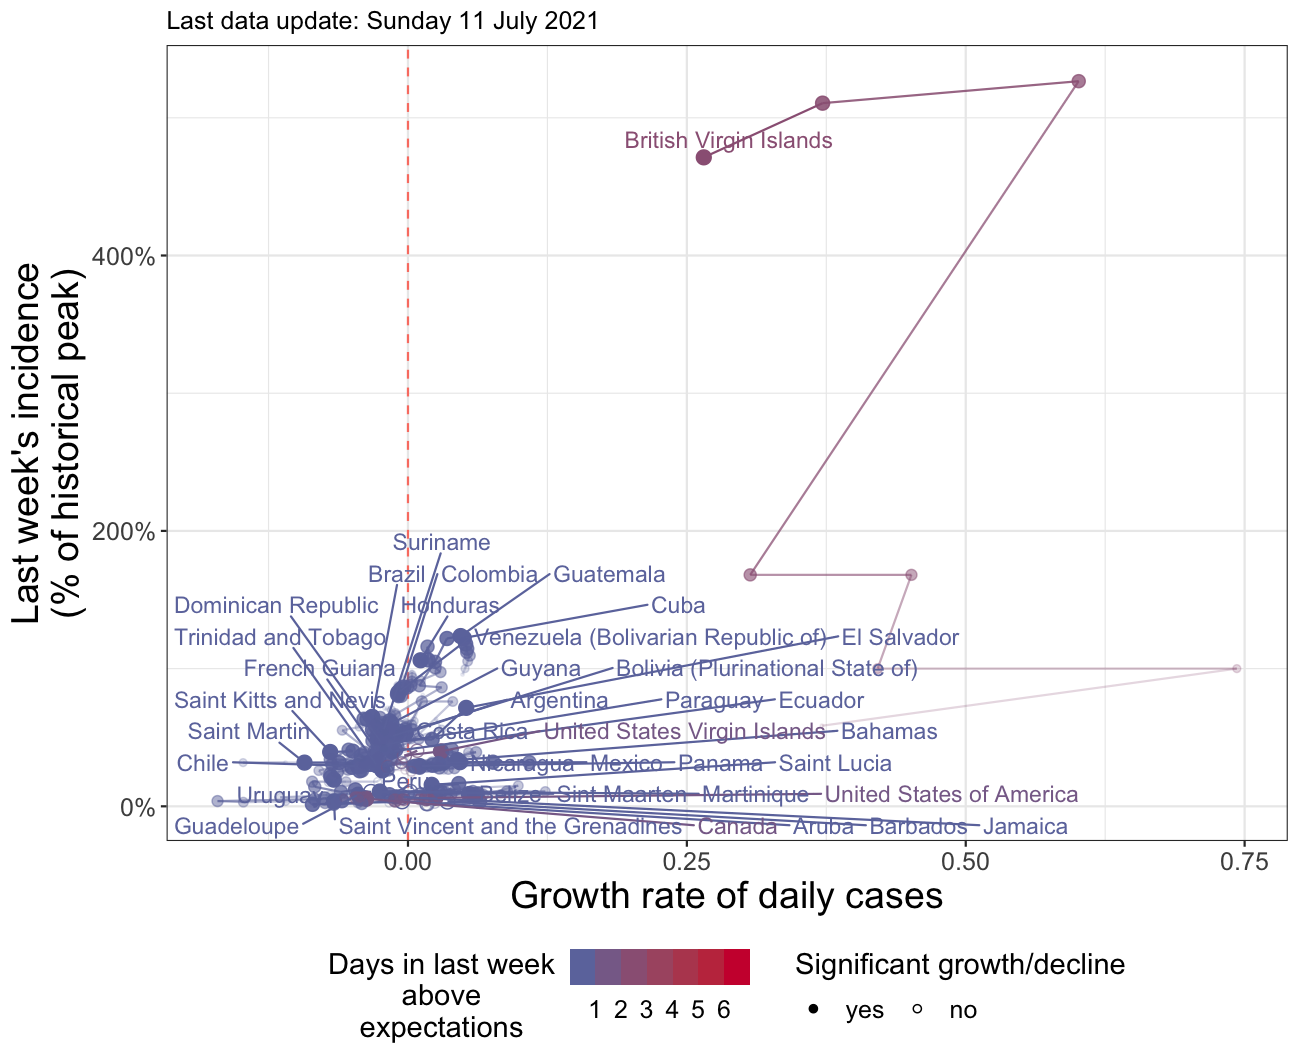 Last data update: Sunday 11 July 2021
Last week's incidence
(% of historical peak)
400%
200%
0%
British Virgin Islands
Suriname
Brazil
Colombia
Guatemala
Dominican Republic
Honduras
Cuba
Trinidad and Tobago
Venezuela (Bolivarian Republic of)
El Salvador
French Guiana
Guyana
Bolivia (Plurinational State of)
Saint Kitts and Nevis
Argentina
Paraguay
Ecuador
Saint Martin
Costa Rica
United States Virgin Islands
Bahamas
Chile
Nicaragua
Mexico
Panama
Saint Lucia
Peru
Uruguay
Belize
Sint Maarten
Martinique
United States of America
Guadeloupe
Saint Vincent and the Grenadines
Canada
Aruba
Barbados
Jamaica
0.00
0.25
0.50
0.75
Growth rate of daily cases
Days in last week
above
expectations
1 2 3 4 5 6
Significant growth/decline
yes
no